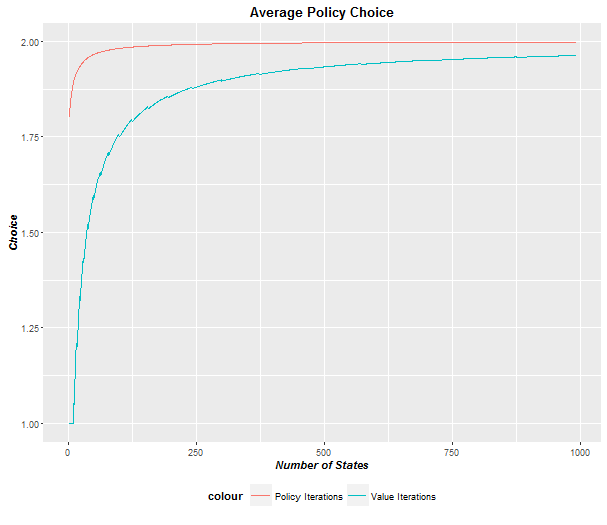 Average Policy Choice
2.00
1.75
1.50
1.25
1.00
Choice
0
250
500
750
1000
Number of States
colour
Policy Iterations
Value Iterations